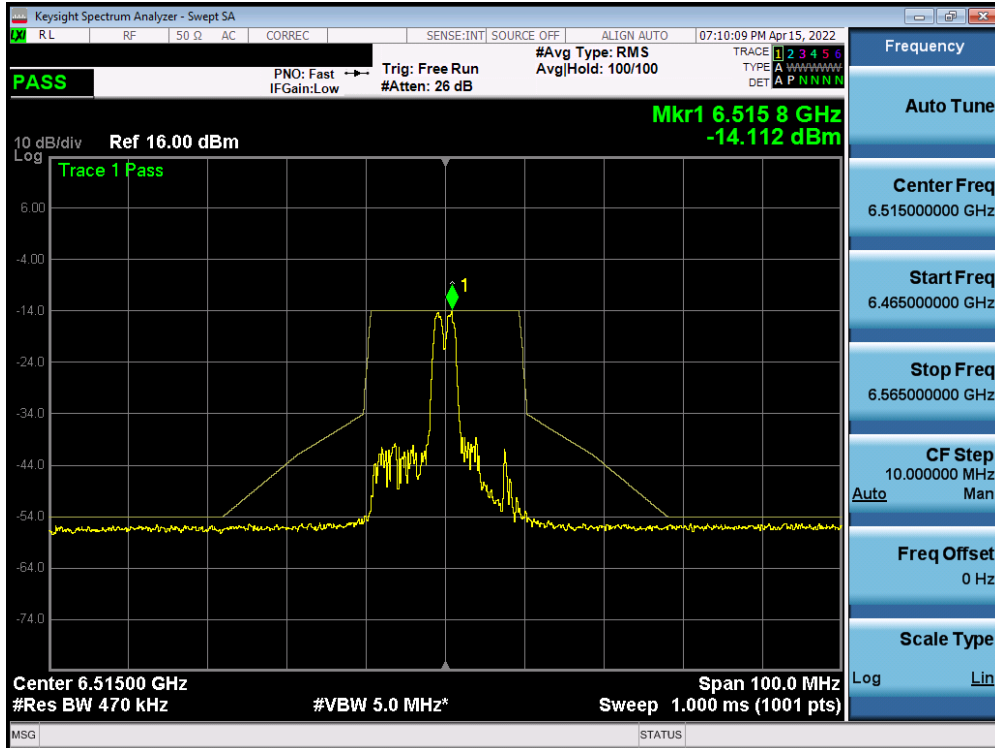 Keysight Spectrum Analyzer - Swept SA
LXI RL RF 50 Ω AC CORREC SENSE:INT SOURCE OFF ALIGN AUTO 07:10:09 PM Apr 15, 2022
PASS
PNO: Fast
IFGain:Low
Trig: Free Run
#Atten: 26 dB
#Avg Type: RMS
Avg|Hold: 100/100
TRACE 1 2 3 4 5 6
TYPE A WWWWW
DET A P N N N N
Mkr1 6.515 8 GHz
-14.112 dBm
10 dB/div Ref 16.00 dBm
Log
Trace 1 Pass
1
6.00
-4.00
-14.0
-24.0
-34.0
-44.0
-54.0
-64.0
-74.0
Center 6.51500 GHz Span 100.0 MHz
#Res BW 470 kHz #VBW 5.0 MHz* Sweep 1.000 ms (1001 pts)
MSG STATUS
Frequency
Auto Tune
Center Freq
6.515000000 GHz
Start Freq
6.465000000 GHz
Stop Freq
6.565000000 GHz
CF Step
10.000000 MHz
Auto Man
Freq Offset
0 Hz
Scale Type
Log Lin